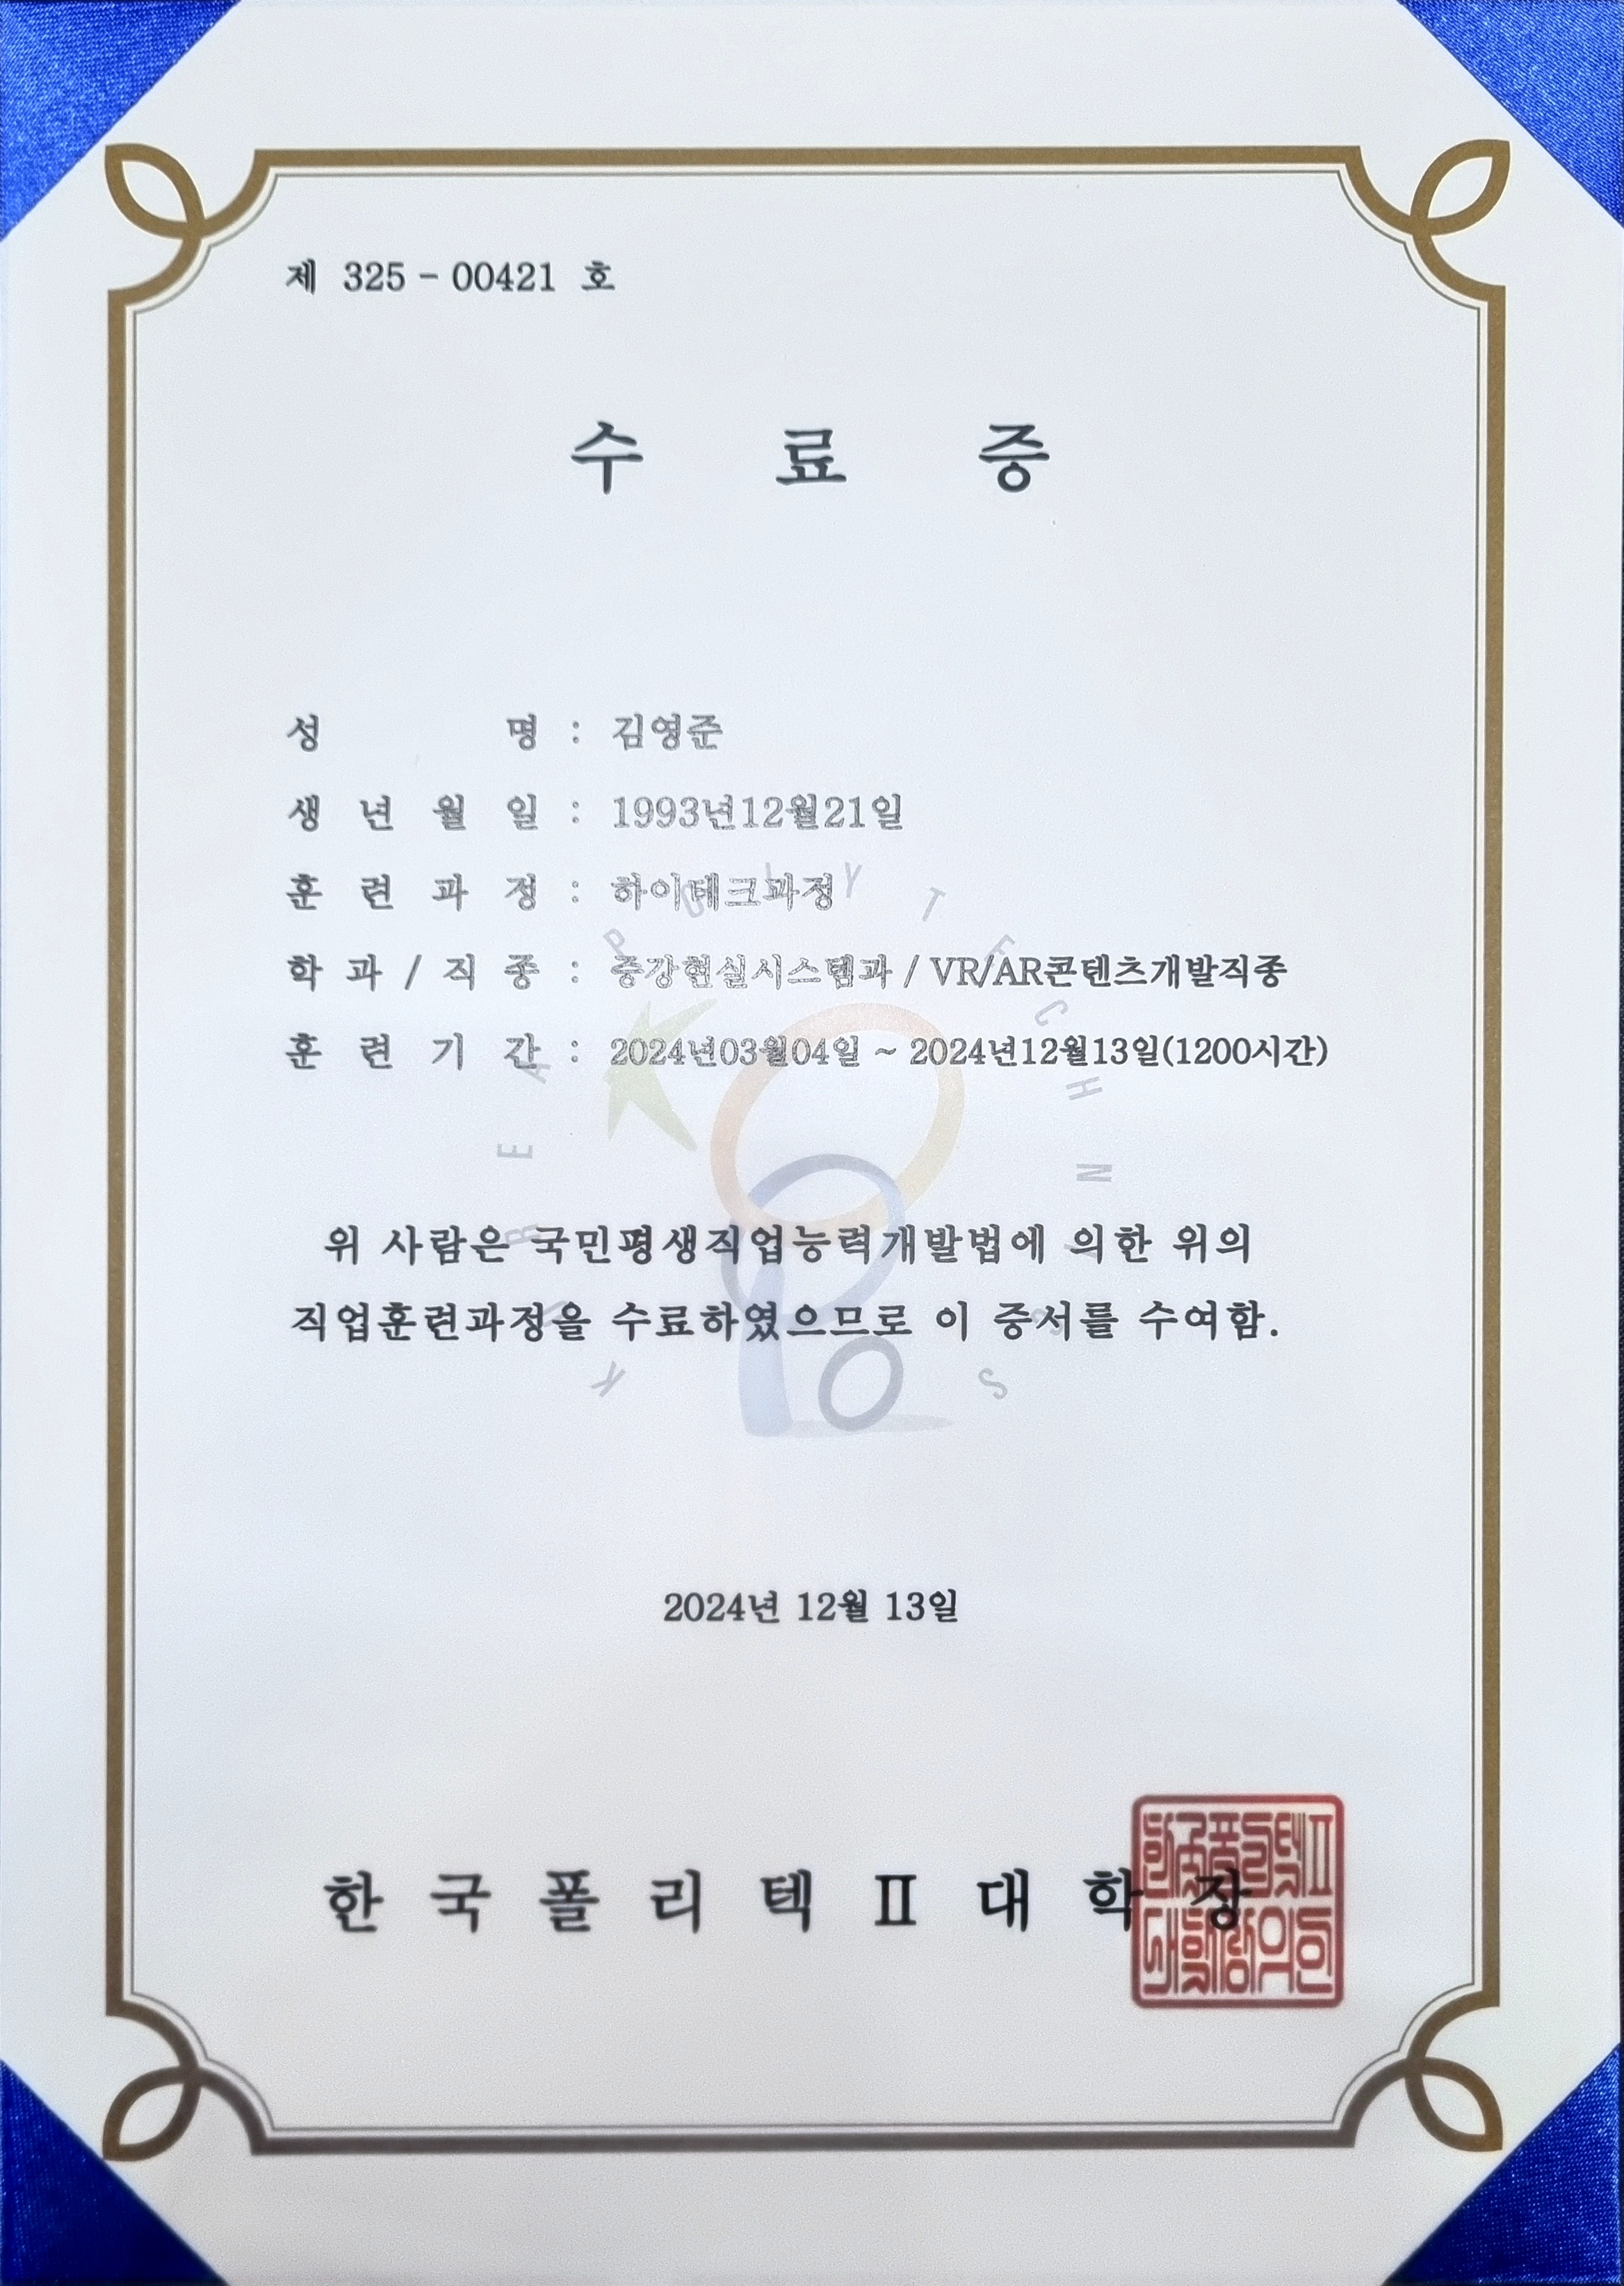 제 325 - 00421 호
수 료 증
성 명 : 김영준
생 년 월 일 : 1993년12월21일
훈 련 과 정 : 하이테크과정
학 과 / 직 종 : 증강현실시스템과 / VR/AR콘텐츠개발직종
훈 련 기 간 : 2024년03월04일 ~ 2024년12월13일(1200시간)
KOREA POLYTECHNICS
위 사람은 국민평생직업능력개발법에 의한 위의
직업훈련과정을 수료하였으므로 이 증서를 수여함.
2024년 12월 13일
한 국 폴 리 텍 Ⅱ 대 학 장
한국폴리텍Ⅱ